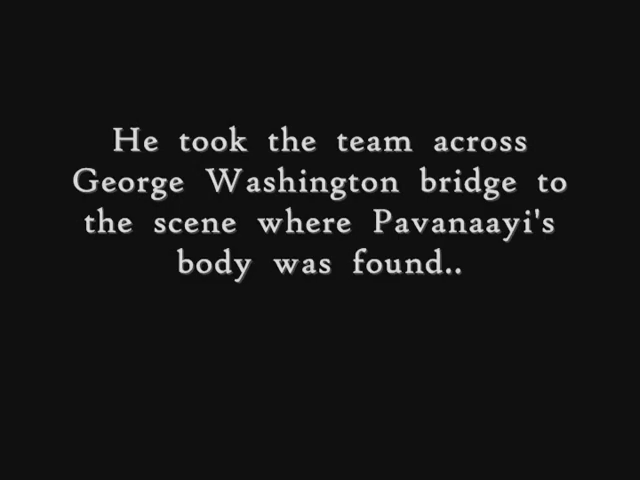 He took the team across
George Washington bridge to
the scene where Pavanaayi's
body was found..